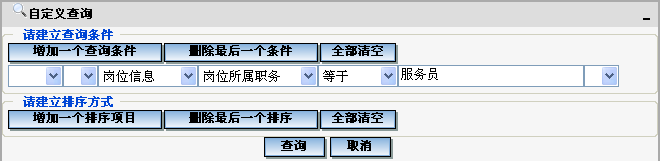 自定义查询
请建立查询条件
增加一个查询条件 删除最后一个条件 全部清空
岗位信息 岗位所属职务 等于 服务员
请建立排序方式
增加一个排序项目 删除最后一个排序 全部清空
查询 取消